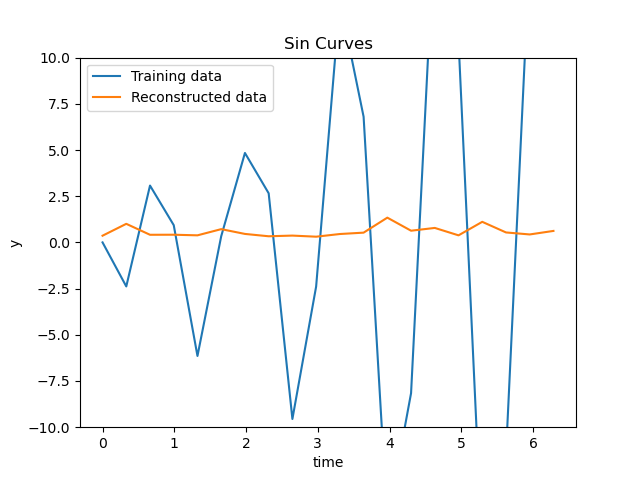 Sin Curves
Training data
Reconstructed data
10.0
7.5
5.0
2.5
0.0
−2.5
−5.0
−7.5
−10.0
y
0 1 2 3 4 5 6
time